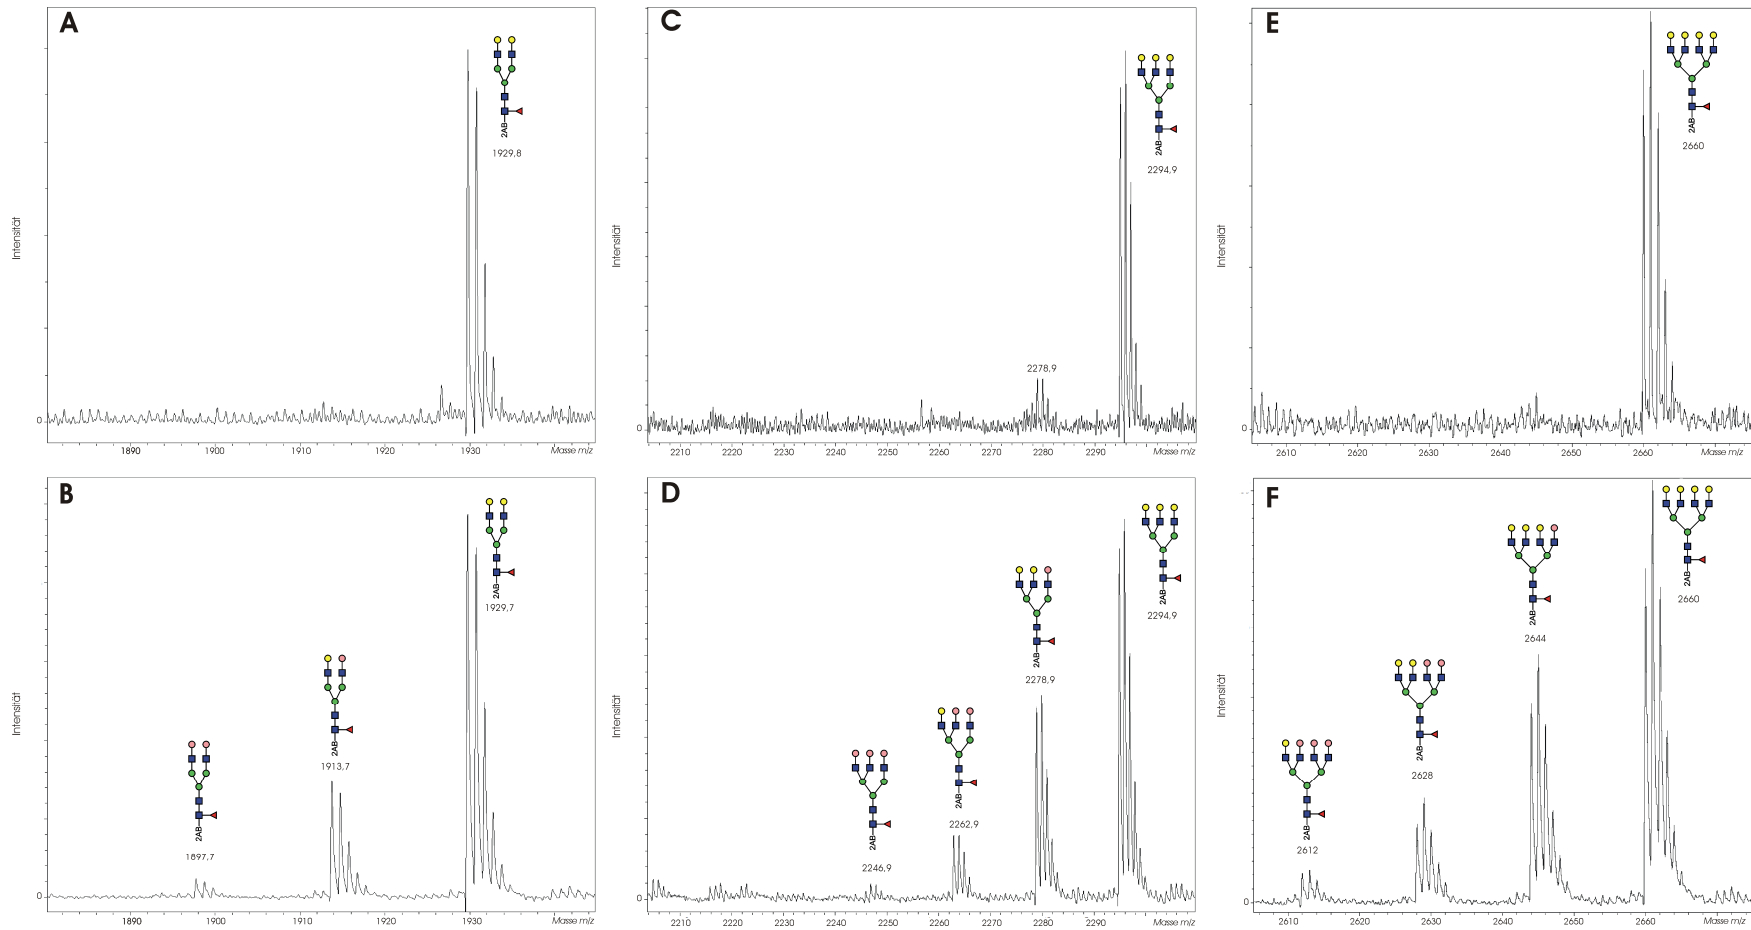 A
2AB
1929,8
Intensität
0
1890
1900
1910
1920
1930
Masse m/z
C
2AB
2294,9
2278,9
Intensität
0
2210
2220
2230
2240
2250
2260
2270
2280
2290
Masse m/z
E
2AB
2660
Intensität
0
2610
2620
2630
2640
2650
2660
Masse m/z
B
2AB
1929,7
2AB
1913,7
2AB
1897,7
Intensität
0
1890
1900
1910
1920
1930
Masse m/z
D
2AB
2294,9
2AB
2278,9
2AB
2262,9
2AB
2246,9
Intensität
0
2210
2220
2230
2240
2250
2260
2270
2280
2290
Masse m/z
F
2AB
2660
2AB
2644
2AB
2628
2AB
2612
Intensität
0
2610
2620
2630
2640
2650
2660
Masse m/z